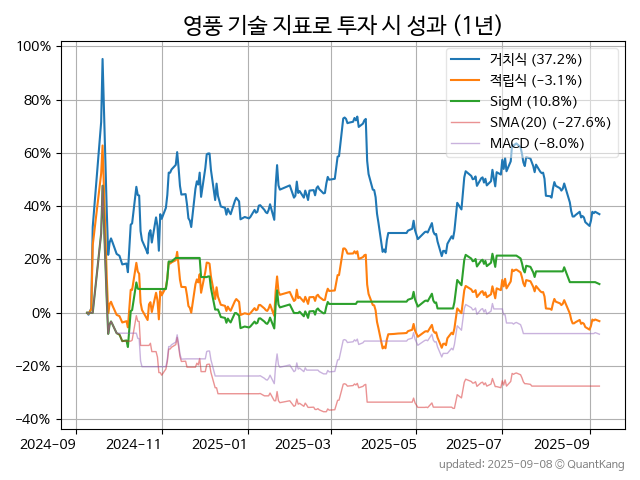 영풍 기술 지표로 투자 시 성과 (1년)
100%
80%
60%
40%
20%
0%
−20%
−40%
거치식 (37.2%)
적립식 (−3.1%)
SigM (10.8%)
SMA(20) (−27.6%)
MACD (−8.0%)
2024−09 2024−11 2025−01 2025−03 2025−05 2025−07 2025−09
updated: 2025-09-08 © QuantKang